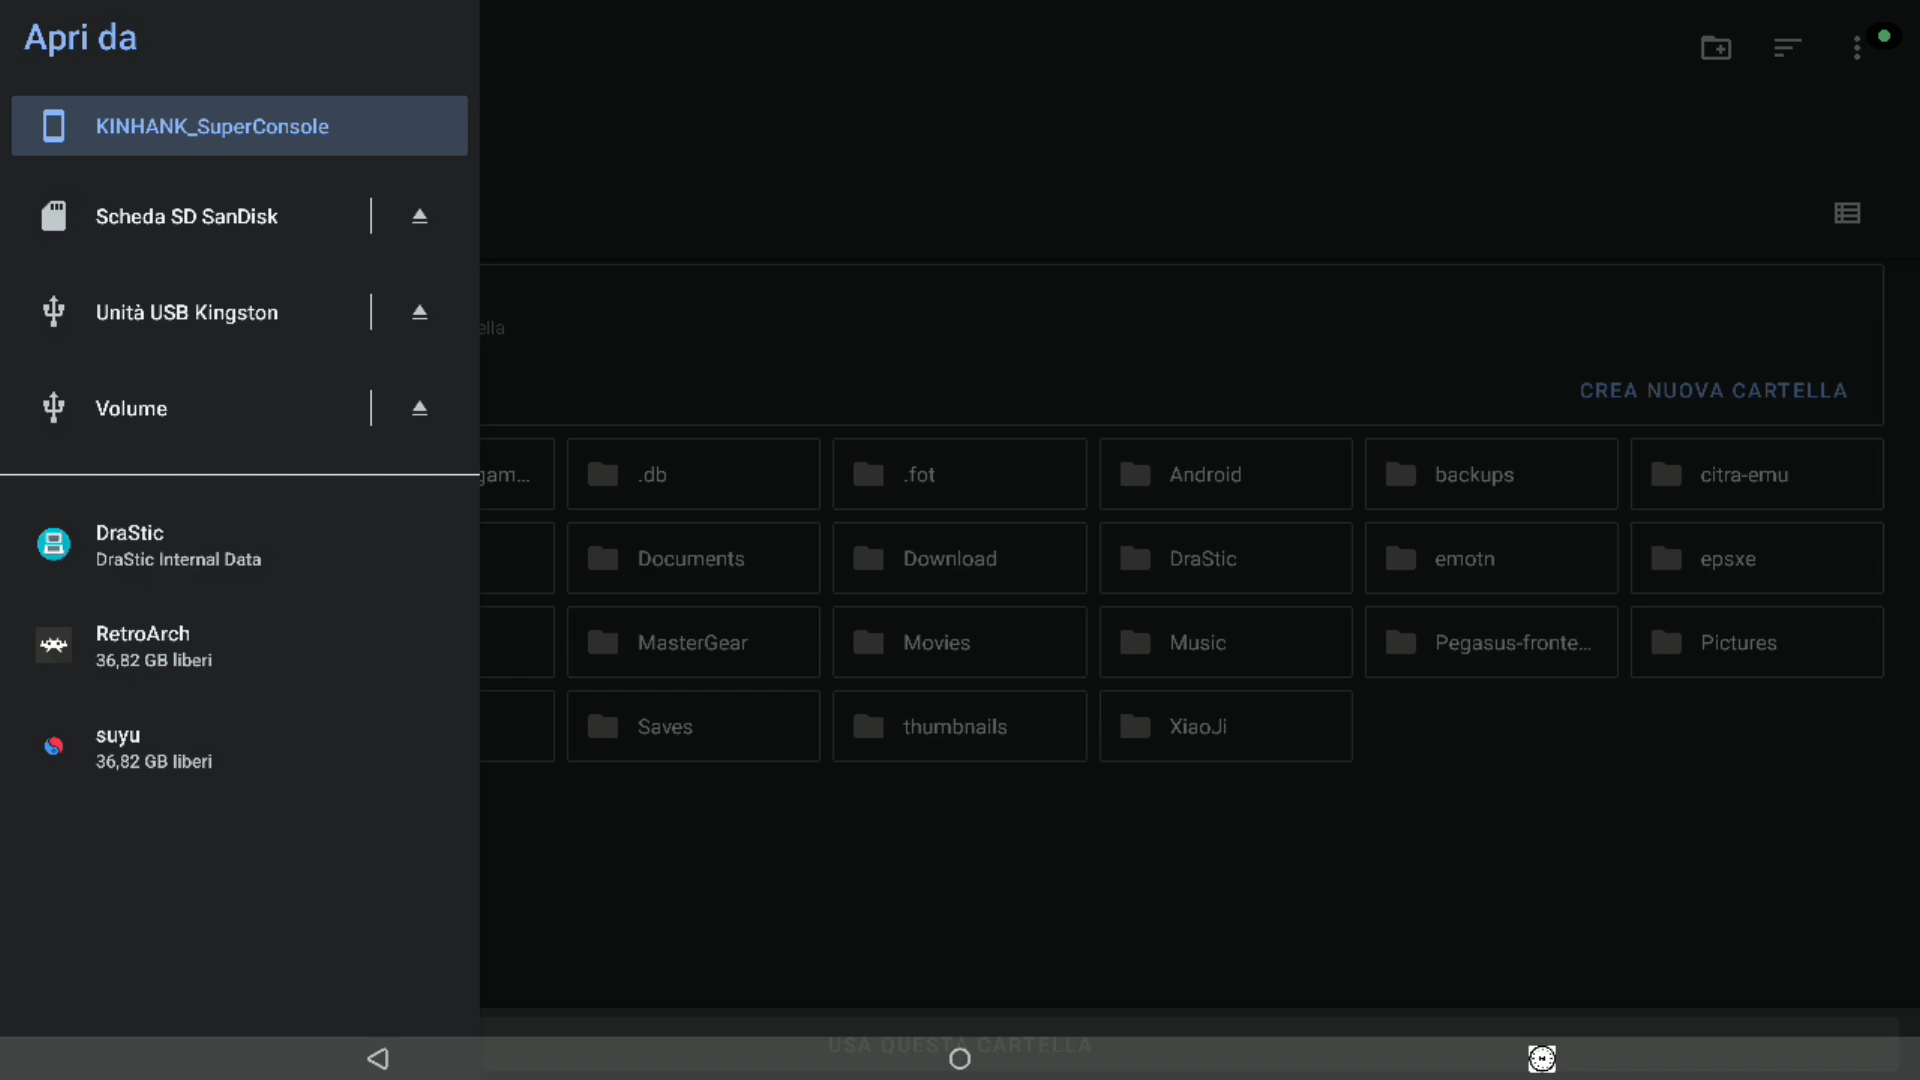 Apri da
KINHANK_SuperConsole
Scheda SD SanDisk
Unità USB Kingston
ella
Volume
CREA NUOVA CARTELLA
gam...
.db
.fot
Android
backups
citra-emu
DraStic
DraStic Internal Data
Documents
Download
DraStic
emotn
epsxe
RetroArch
36,82 GB liberi
MasterGear
Movies
Music
Pegasus-fronte...
Pictures
suyu
36,82 GB liberi
Saves
thumbnails
XiaoJi
USA QUESTA CARTELLA